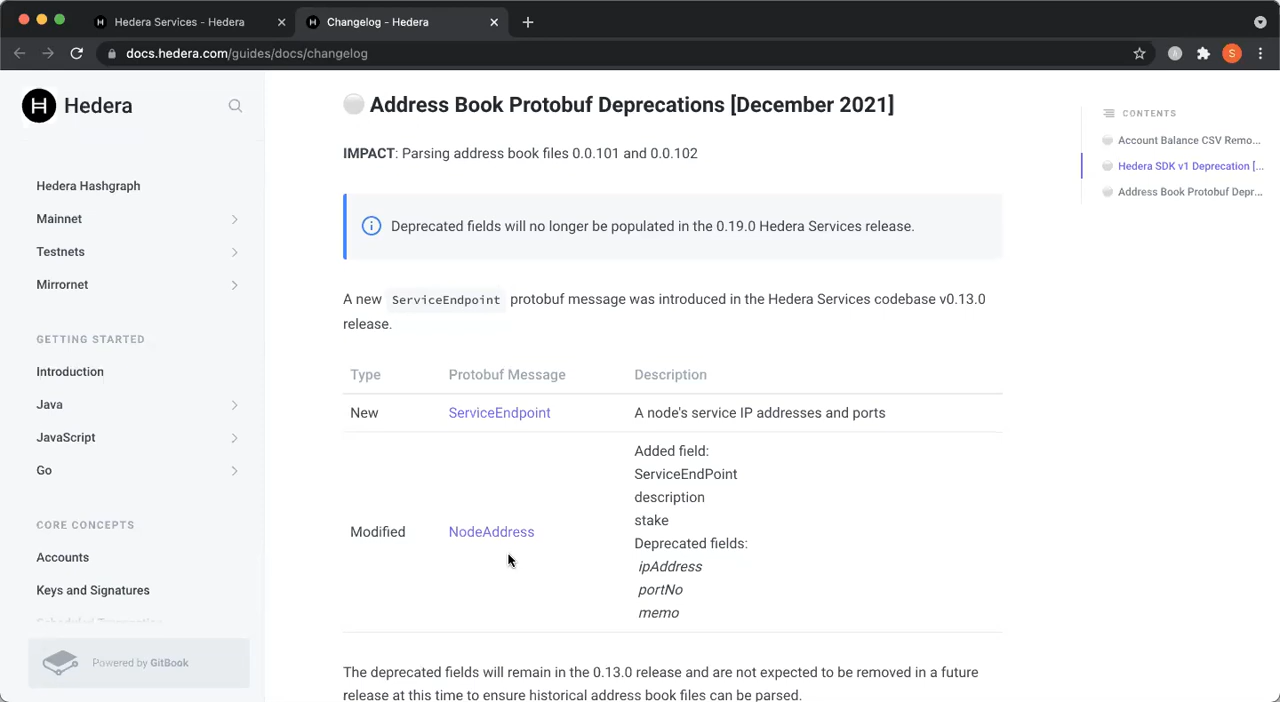 Hedera Services - Hedera
Changelog - Hedera
docs.hedera.com/guides/docs/changelog
S
Hedera
Hedera Hashgraph
Mainnet
Testnets
Mirrornet
GETTING STARTED
Introduction
Java
JavaScript
Go
CORE CONCEPTS
Accounts
Keys and Signatures
Powered by GitBook
Address Book Protobuf Deprecations [December 2021]
IMPACT: Parsing address book files 0.0.101 and 0.0.102
Deprecated fields will no longer be populated in the 0.19.0 Hedera Services release.
A new ServiceEndpoint protobuf message was introduced in the Hedera Services codebase v0.13.0
release.
Type Protobuf Message Description
New ServiceEndpoint A node's service IP addresses and ports
Modified NodeAddress
Added field:
ServiceEndPoint
description
stake
Deprecated fields:
ipAddress
portNo
memo
The deprecated fields will remain in the 0.13.0 release and are not expected to be removed in a future
release at this time to ensure historical address book files can be parsed.
CONTENTS
Account Balance CSV Remo...
Hedera SDK v1 Deprecation [...
Address Book Protobuf Depr...